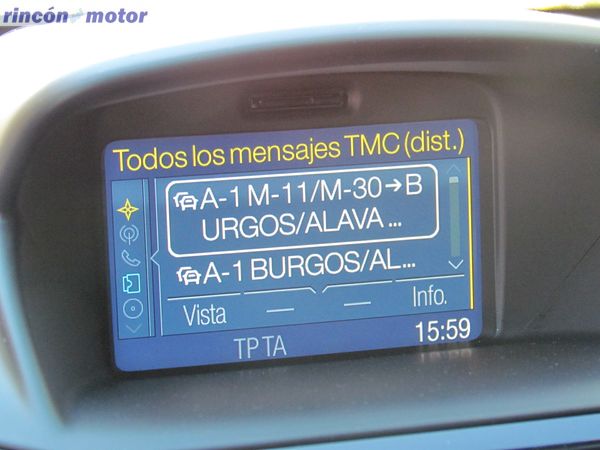 rincón motor
Todos los mensajes TMC (dist.)
A-1 M-11/M-30→B
URGOS/ALAVA ...
A-1 BURGOS/AL...
Vista — — Info.
TP TA 15:59